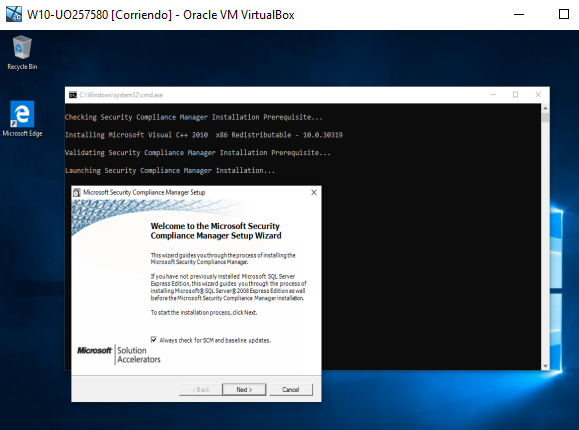 W10-UO257580 [Corriendo] - Oracle VM VirtualBox
Recycle Bin
Microsoft Edge
C:\Windows\system32\cmd.exe
Checking Security Compliance Manager Installation Prerequisite...
Installing Microsoft Visual C++ 2010 x86 Redistributable - 10.0.30319
Validating Security Compliance Manager Installation Prerequisite...
Launching Security Compliance Manager Installation...
Microsoft Security Compliance Manager Setup
Welcome to the Microsoft Security
Compliance Manager Setup Wizard
This wizard guides you through the process of installing the
Microsoft Security Compliance Manager.
If you have not previously installed Microsoft SQL Server
Express Edition, this wizard guides you through the process of
installing Microsoft® SQL Server® 2008 Express Edition as well
before the Microsoft Security Compliance Manager installation.
To start the installation process, click Next.
Always check for SCM and baseline updates.
Microsoft Solution
Accelerators
< Back Next > Cancel